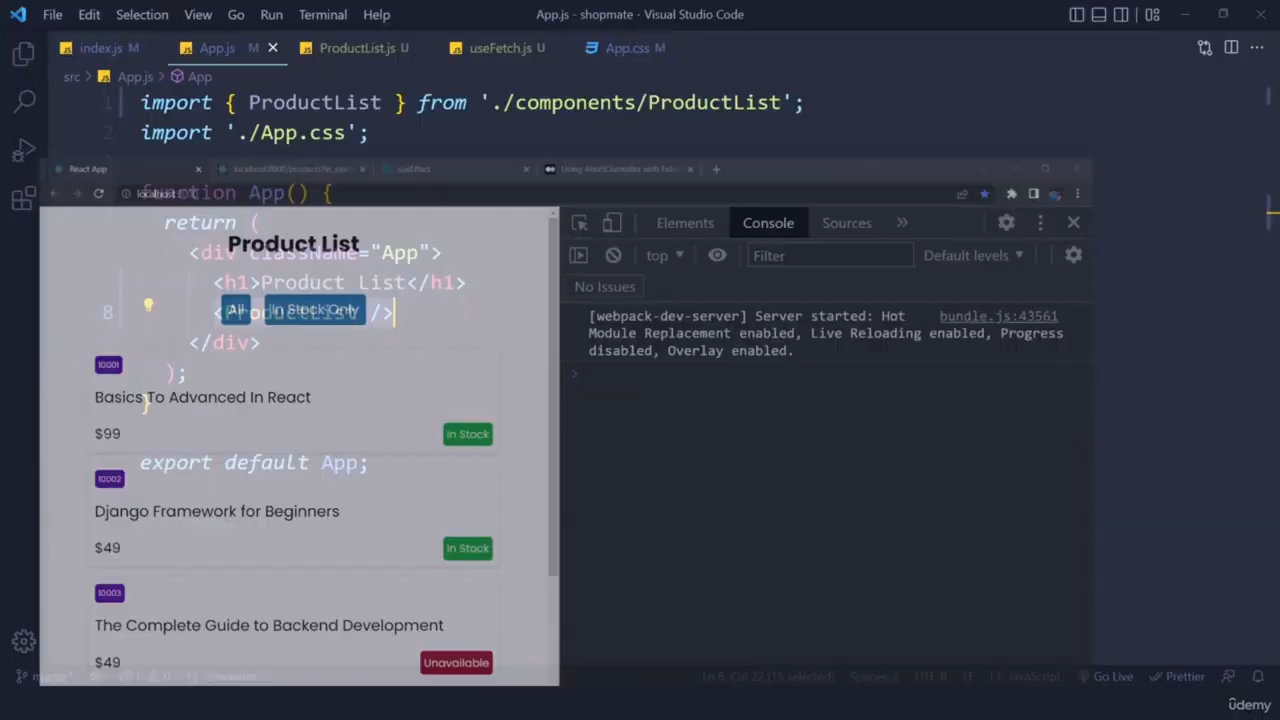 File Edit Selection View Go Run Terminal Help App.js - shopmate - Visual Studio Code
index.js M App.js M ProductList.js U useFetch.js U App.css M
src > App.js > App
1 import { ProductList } from './components/ProductList';
2 import './App.css';
React App
function App() {
return (
<div className="App">
<h1>Product List</h1>
8 <ProductList />
</div>
);
}
export default App;
Product List
All In Stock Only
10001
Basics To Advanced In React
$99 In Stock
10002
Django Framework for Beginners
$49 In Stock
10003
The Complete Guide to Backend Development
$49 Unavailable
Elements Console Sources
top Filter Default levels
No Issues
[webpack-dev-server] Server started: Hot bundle.js:43561
Module Replacement enabled, Live Reloading enabled, Progress
disabled, Overlay enabled.
Go Live Prettier
ûdemy